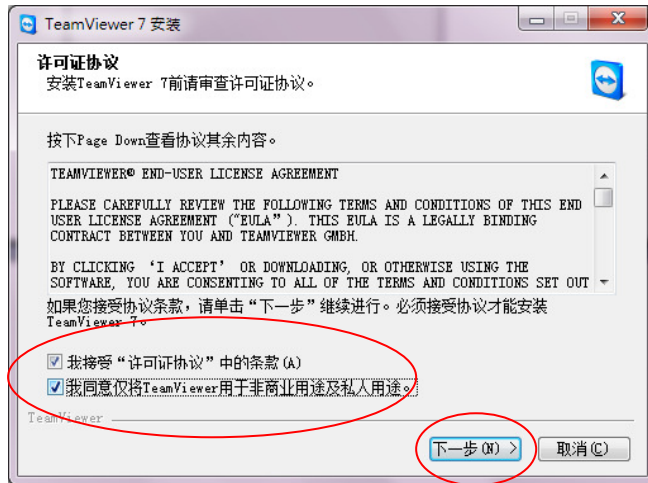 TeamViewer 7 安装
许可证协议
安装TeamViewer 7前请审查许可证协议。
按下Page Down查看协议其余内容。
TEAMVIEWER® END-USER LICENSE AGREEMENT
PLEASE CAREFULLY REVIEW THE FOLLOWING TERMS AND CONDITIONS OF THIS END
USER LICENSE AGREEMENT (“EULA”). THIS EULA IS A LEGALLY BINDING
CONTRACT BETWEEN YOU AND TEAMVIEWER GMBH.
BY CLICKING ‘I ACCEPT’ OR DOWNLOADING, OR OTHERWISE USING THE
SOFTWARE, YOU ARE CONSENTING TO ALL OF THE TERMS AND CONDITIONS SET OUT
如果您接受协议条款，请单击“下一步”继续进行。必须接受协议才能安装
TeamViewer 7。
我接受“许可证协议”中的条款(A)
我同意仅将TeamViewer用于非商业用途及私人用途。
TeamViewer
下一步(N) >
取消(C)